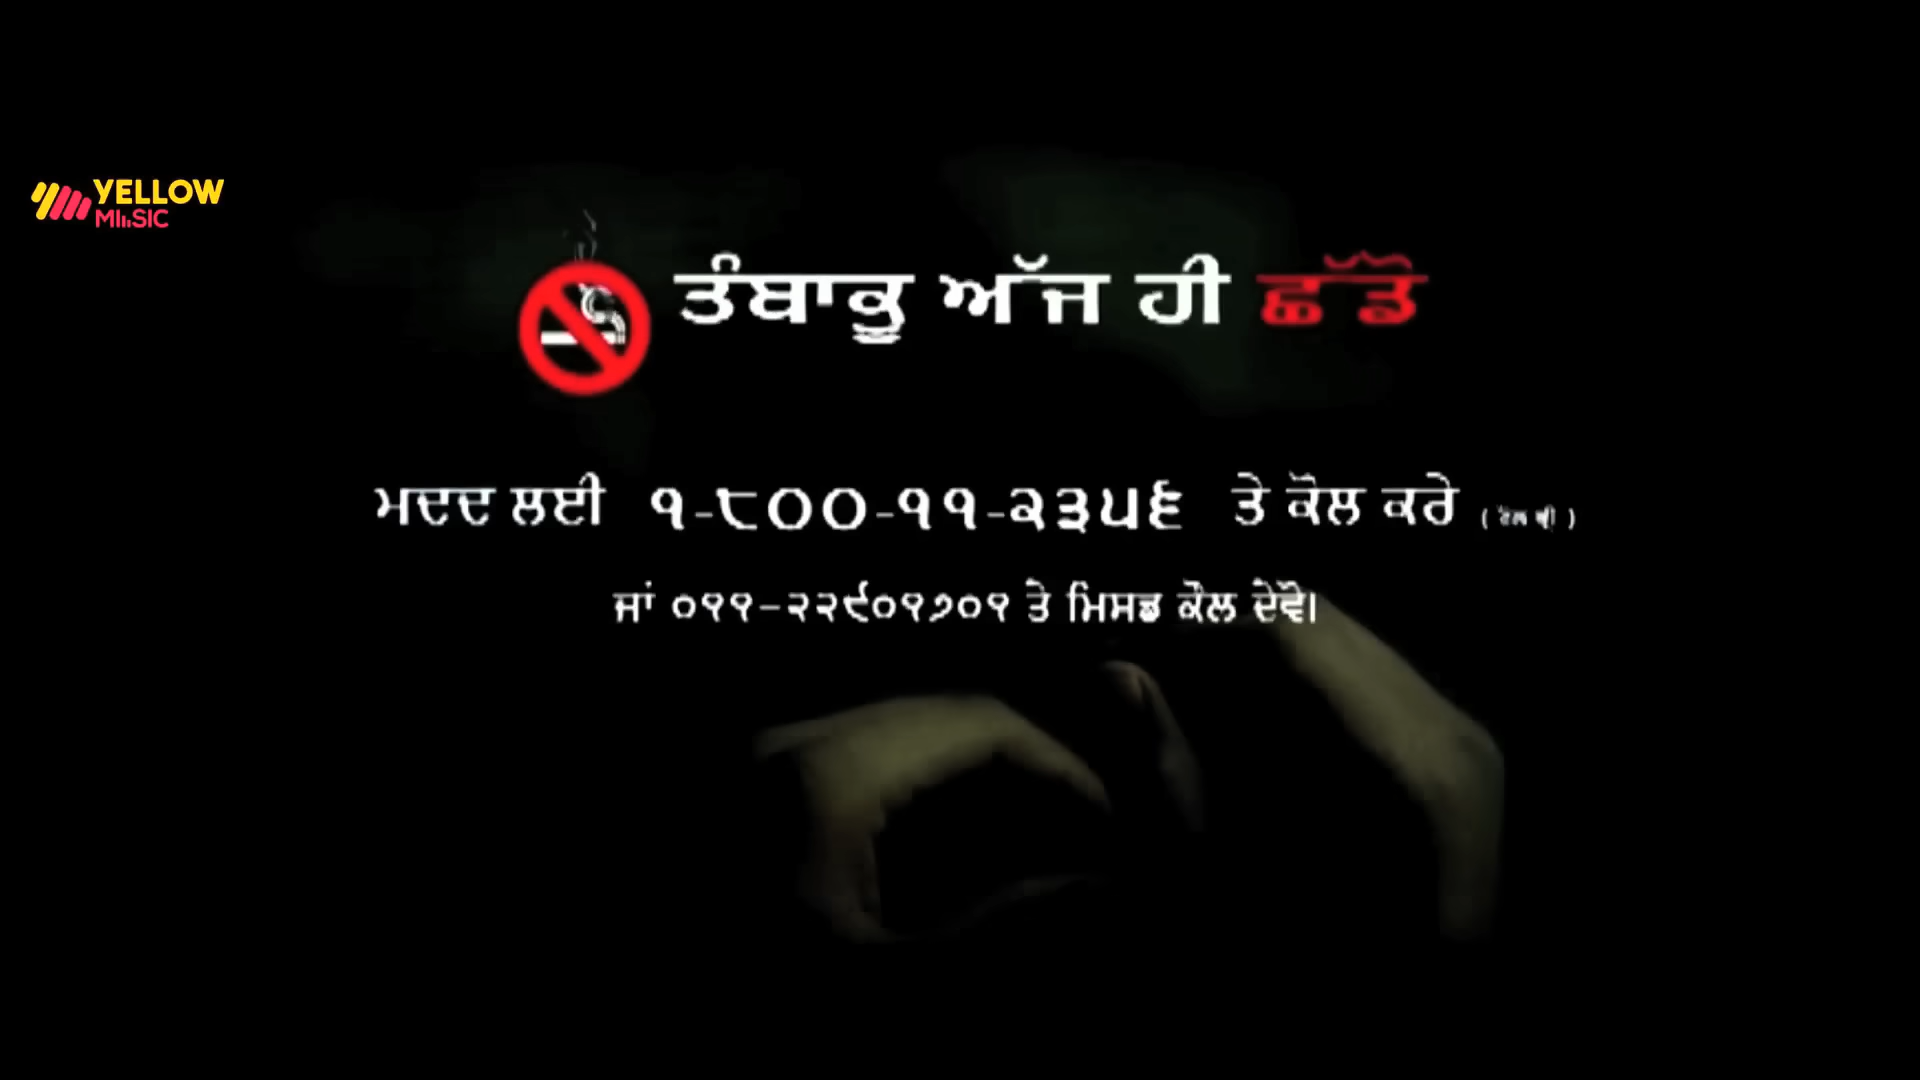 YELLOW
MUSIC
ਤੰਬਾਕੂ ਅੱਜ ਹੀ ਛੱਡੋ
ਮਦਦ ਲਈ ੧-੮੦੦-੧੧-੨੩੫੬ ਤੇ ਕੌਲ ਕਰੇ ( ਟੋਲ ਫ੍ਰੀ )
ਜਾਂ ੦੧੧-੨੨੯੦੧੭੦੧ ਤੇ ਮਿਸਡ ਕੌਲ ਦੇਵੌ।